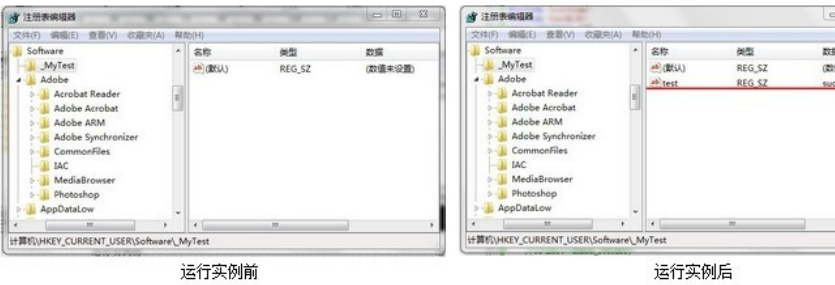 注册表编辑器
文件(F) 编辑(E) 查看(V) 收藏夹(A) 帮助(H)
Software
_MyTest
Adobe
Acrobat Reader
Adobe Acrobat
Adobe ARM
Adobe Synchronizer
CommonFiles
IAC
MediaBrowser
Photoshop
AppDataLow
名称 类型 数据
(默认) REG_SZ (数值未设置)
计算机\HKEY_CURRENT_USER\Software\_MyTest
运行实例前
注册表编辑器
文件(F) 编辑(E) 查看(V) 收藏夹(A) 帮助(H)
Software
_MyTest
Adobe
Acrobat Reader
Adobe Acrobat
Adobe ARM
Adobe Synchronizer
CommonFiles
IAC
MediaBrowser
Photoshop
AppDataLow
名称 类型
(默认) REG_SZ
test REG_SZ
计算机\HKEY_CURRENT_USER\Software\_MyTest
运行实例后